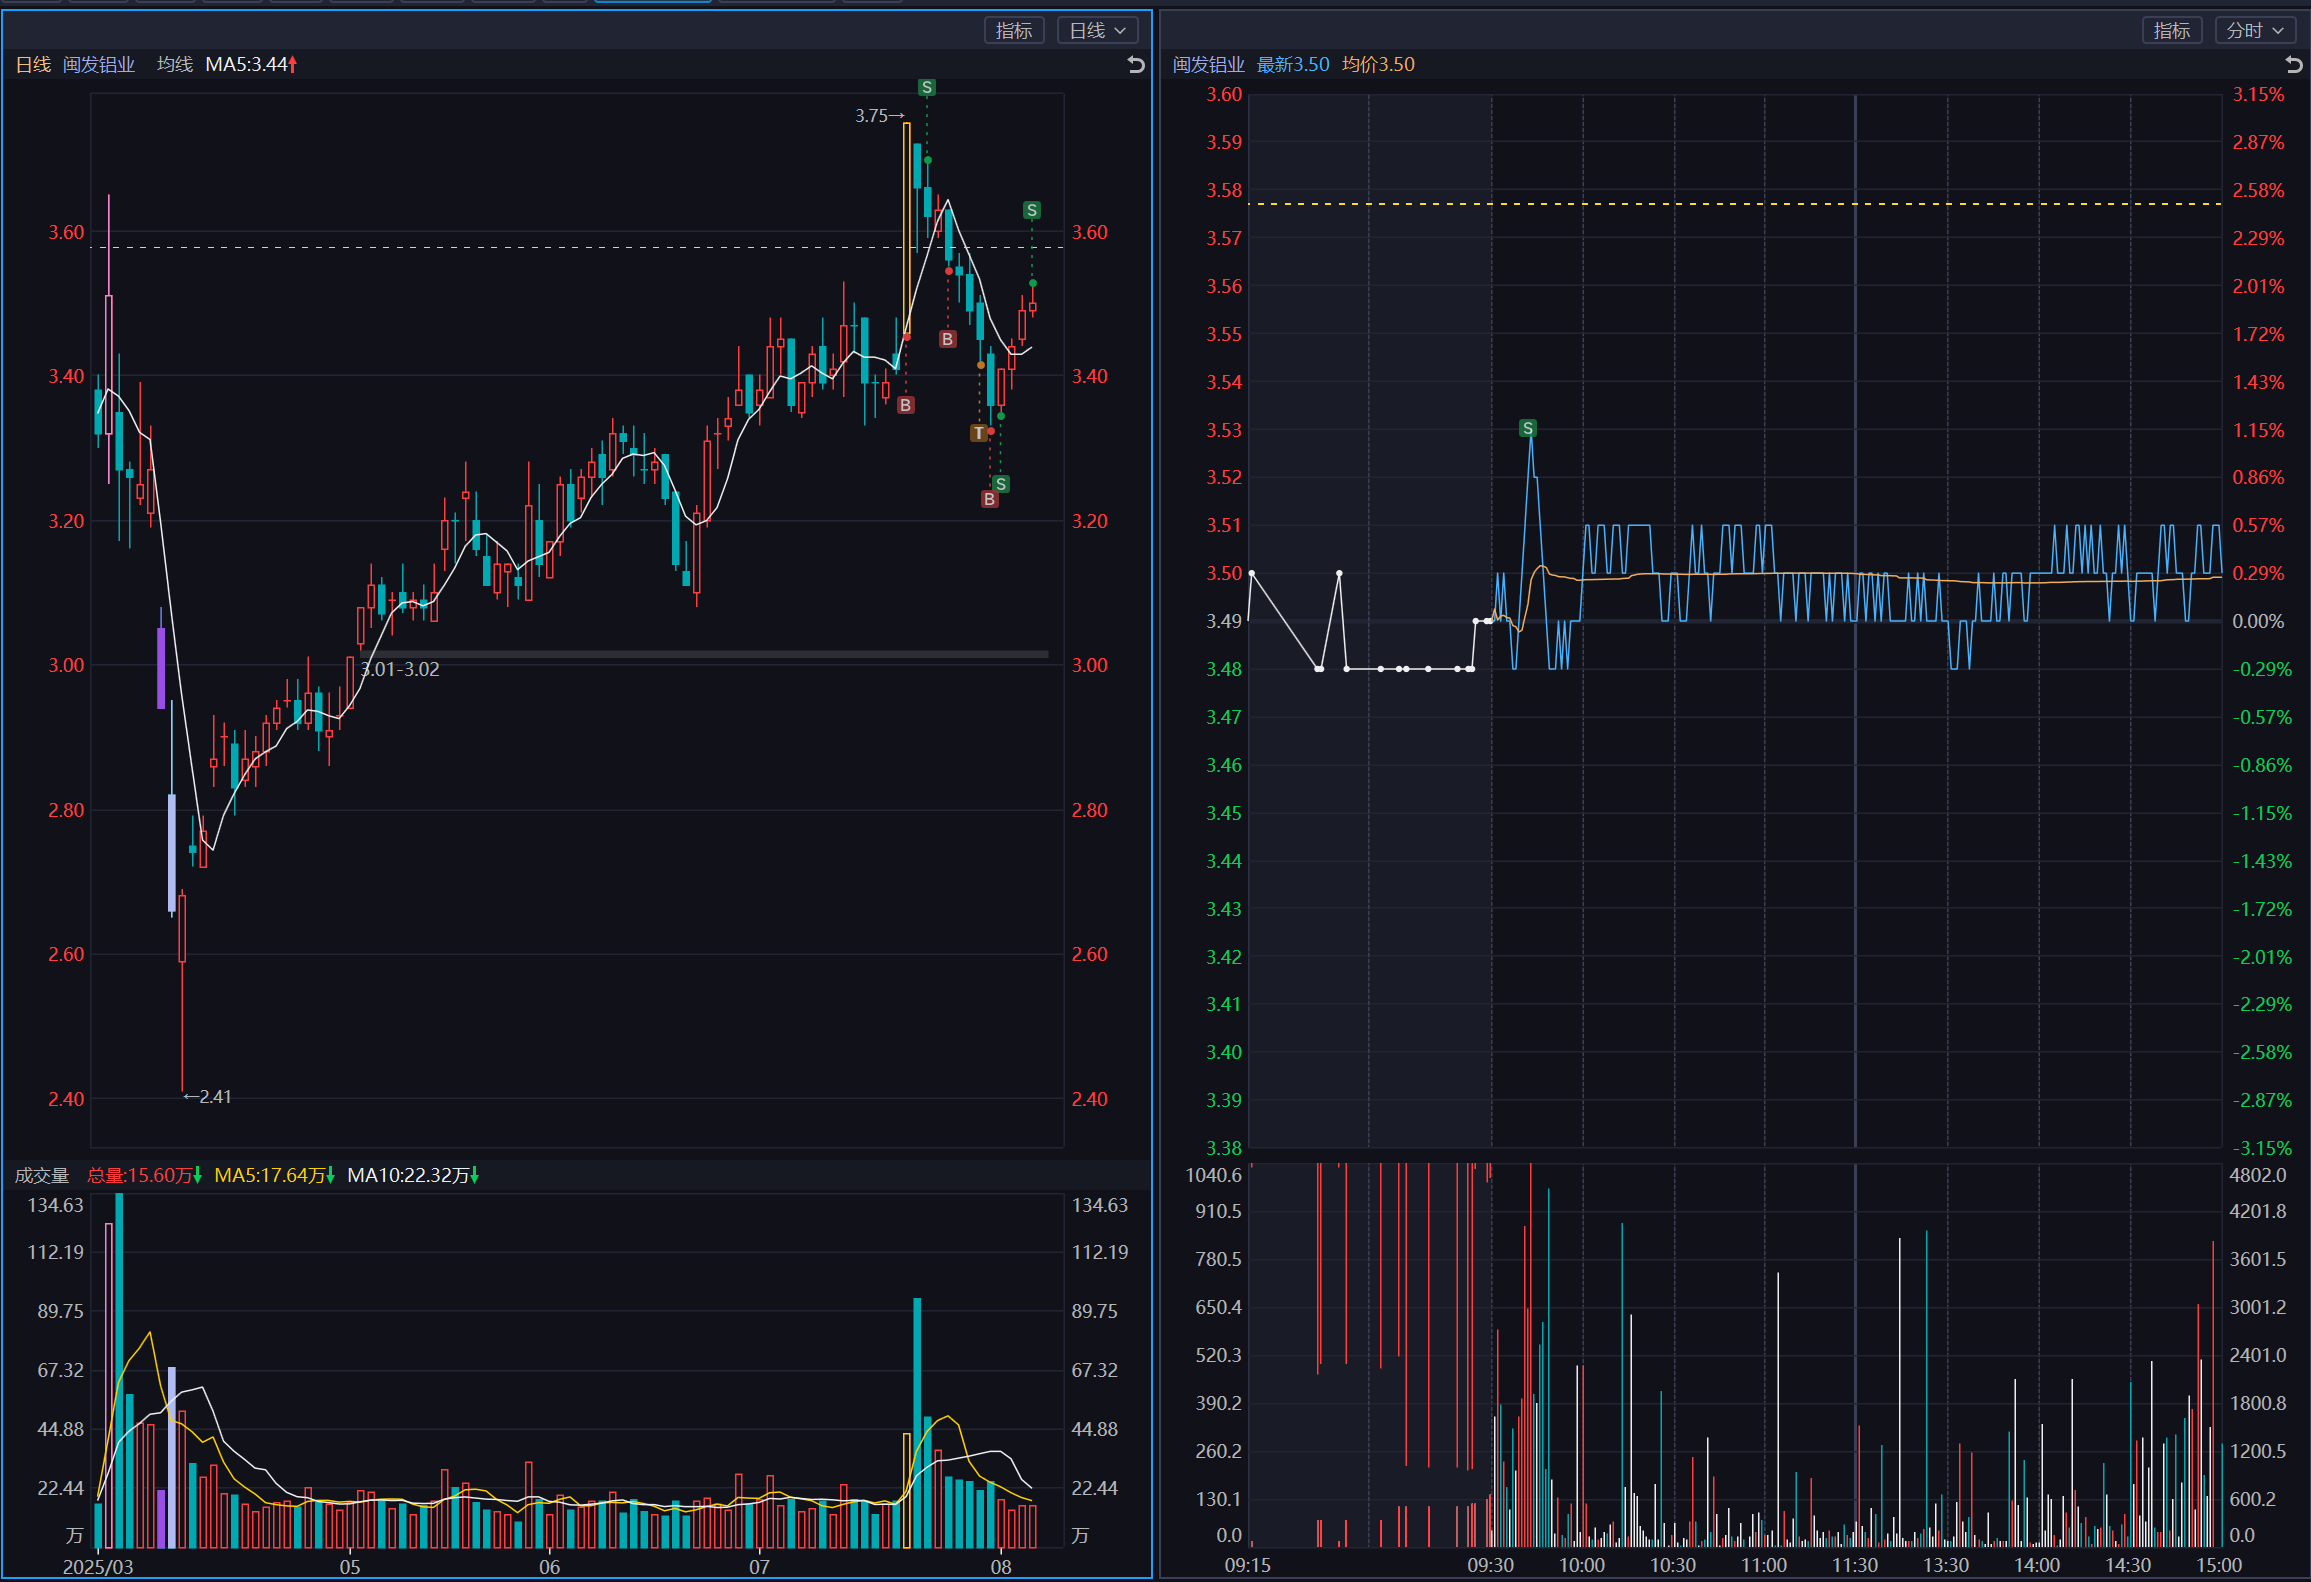 指标 日线
日线 闽发铝业 均线 MA5:3.44
3.75→
S
S
3.60 3.60
B
3.40 3.40
B
T
S
B
3.20 3.20
3.00 3.00
3.01-3.02
2.80 2.80
2.60 2.60
2.40 2.40
←2.41
成交量 总量:15.60万 MA5:17.64万 MA10:22.32万
134.63 134.63
112.19 112.19
89.75 89.75
67.32 67.32
44.88 44.88
22.44 22.44
万 万
2025/03 05 06 07 08
指标 分时
闽发铝业 最新3.50 均价3.50
3.60 3.15%
3.59 2.87%
3.58 2.58%
3.57 2.29%
3.56 2.01%
3.55 1.72%
3.54 1.43%
3.53 S 1.15%
3.52 0.86%
3.51 0.57%
3.50 0.29%
3.49 0.00%
3.48 -0.29%
3.47 -0.57%
3.46 -0.86%
3.45 -1.15%
3.44 -1.43%
3.43 -1.72%
3.42 -2.01%
3.41 -2.29%
3.40 -2.58%
3.39 -2.87%
3.38 -3.15%
1040.6 4802.0
910.5 4201.8
780.5 3601.5
650.4 3001.2
520.3 2401.0
390.2 1800.8
260.2 1200.5
130.1 600.2
0.0 0.0
09:15 09:30 10:00 10:30 11:00 11:30 13:30 14:00 14:30 15:00